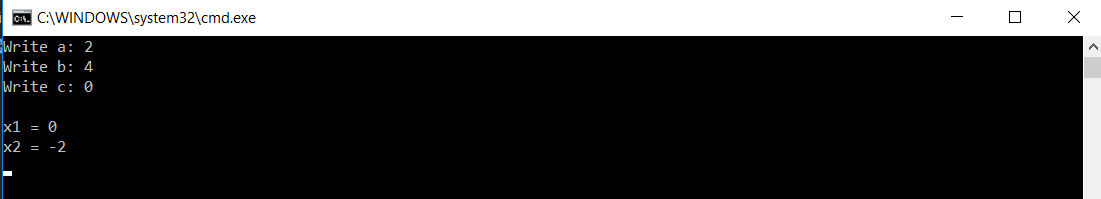 C:\WINDOWS\system32\cmd.exe
Write a: 2
Write b: 4
Write c: 0
x1 = 0
x2 = -2